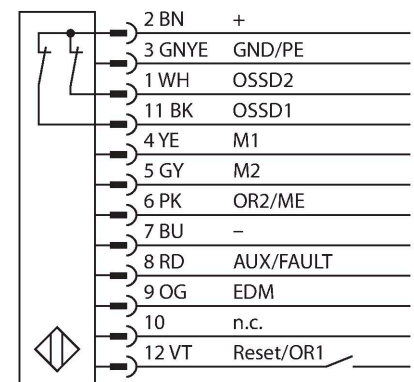 2 BN +
3 GNYE GND/PE
1 WH OSSD2
11 BK OSSD1
4 YE M1
5 GY M2
6 PK OR2/ME
7 BU –
8 RD AUX/FAULT
9 OG EDM
10 n.c.
12 VT Reset/OR1